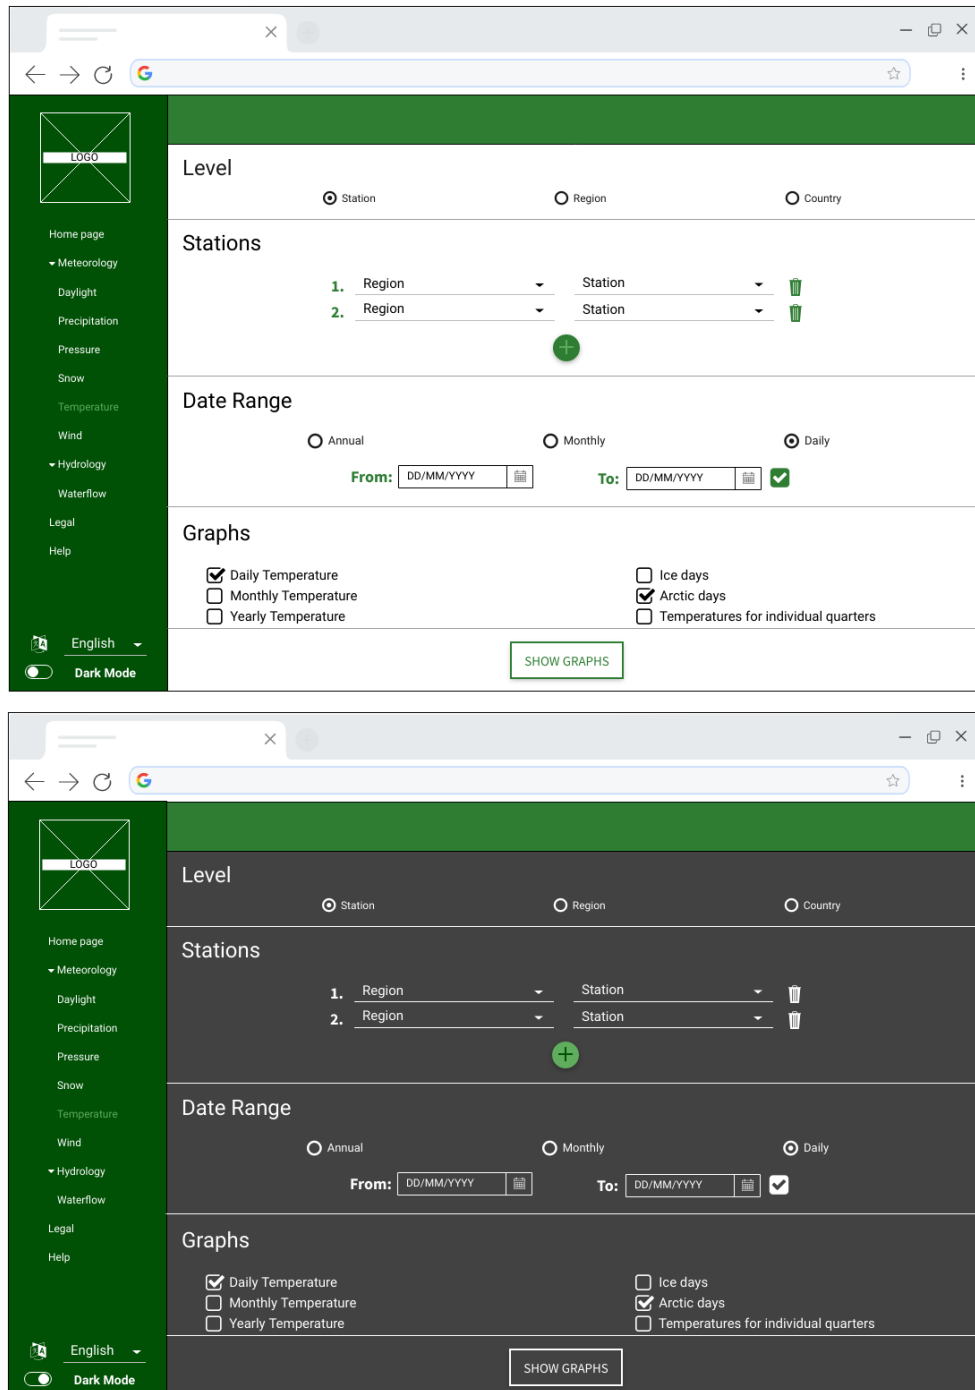 LOGO
Home page
Meteorology
Daylight
Precipitation
Pressure
Snow
Temperature
Wind
Hydrology
Waterflow
Legal
Help
English
Dark Mode
Level
Station Region Country
Stations
1. Region Station
2. Region Station
Date Range
Annual Monthly Daily
From: DD/MM/YYYY To: DD/MM/YYYY
Graphs
Daily Temperature Ice days
Monthly Temperature Arctic days
Yearly Temperature Temperatures for individual quarters
SHOW GRAPHS
LOGO
Home page
Meteorology
Daylight
Precipitation
Pressure
Snow
Temperature
Wind
Hydrology
Waterflow
Legal
Help
English
Dark Mode
Level
Station Region Country
Stations
1. Region Station
2. Region Station
Date Range
Annual Monthly Daily
From: DD/MM/YYYY To: DD/MM/YYYY
Graphs
Daily Temperature Ice days
Monthly Temperature Arctic days
Yearly Temperature Temperatures for individual quarters
SHOW GRAPHS